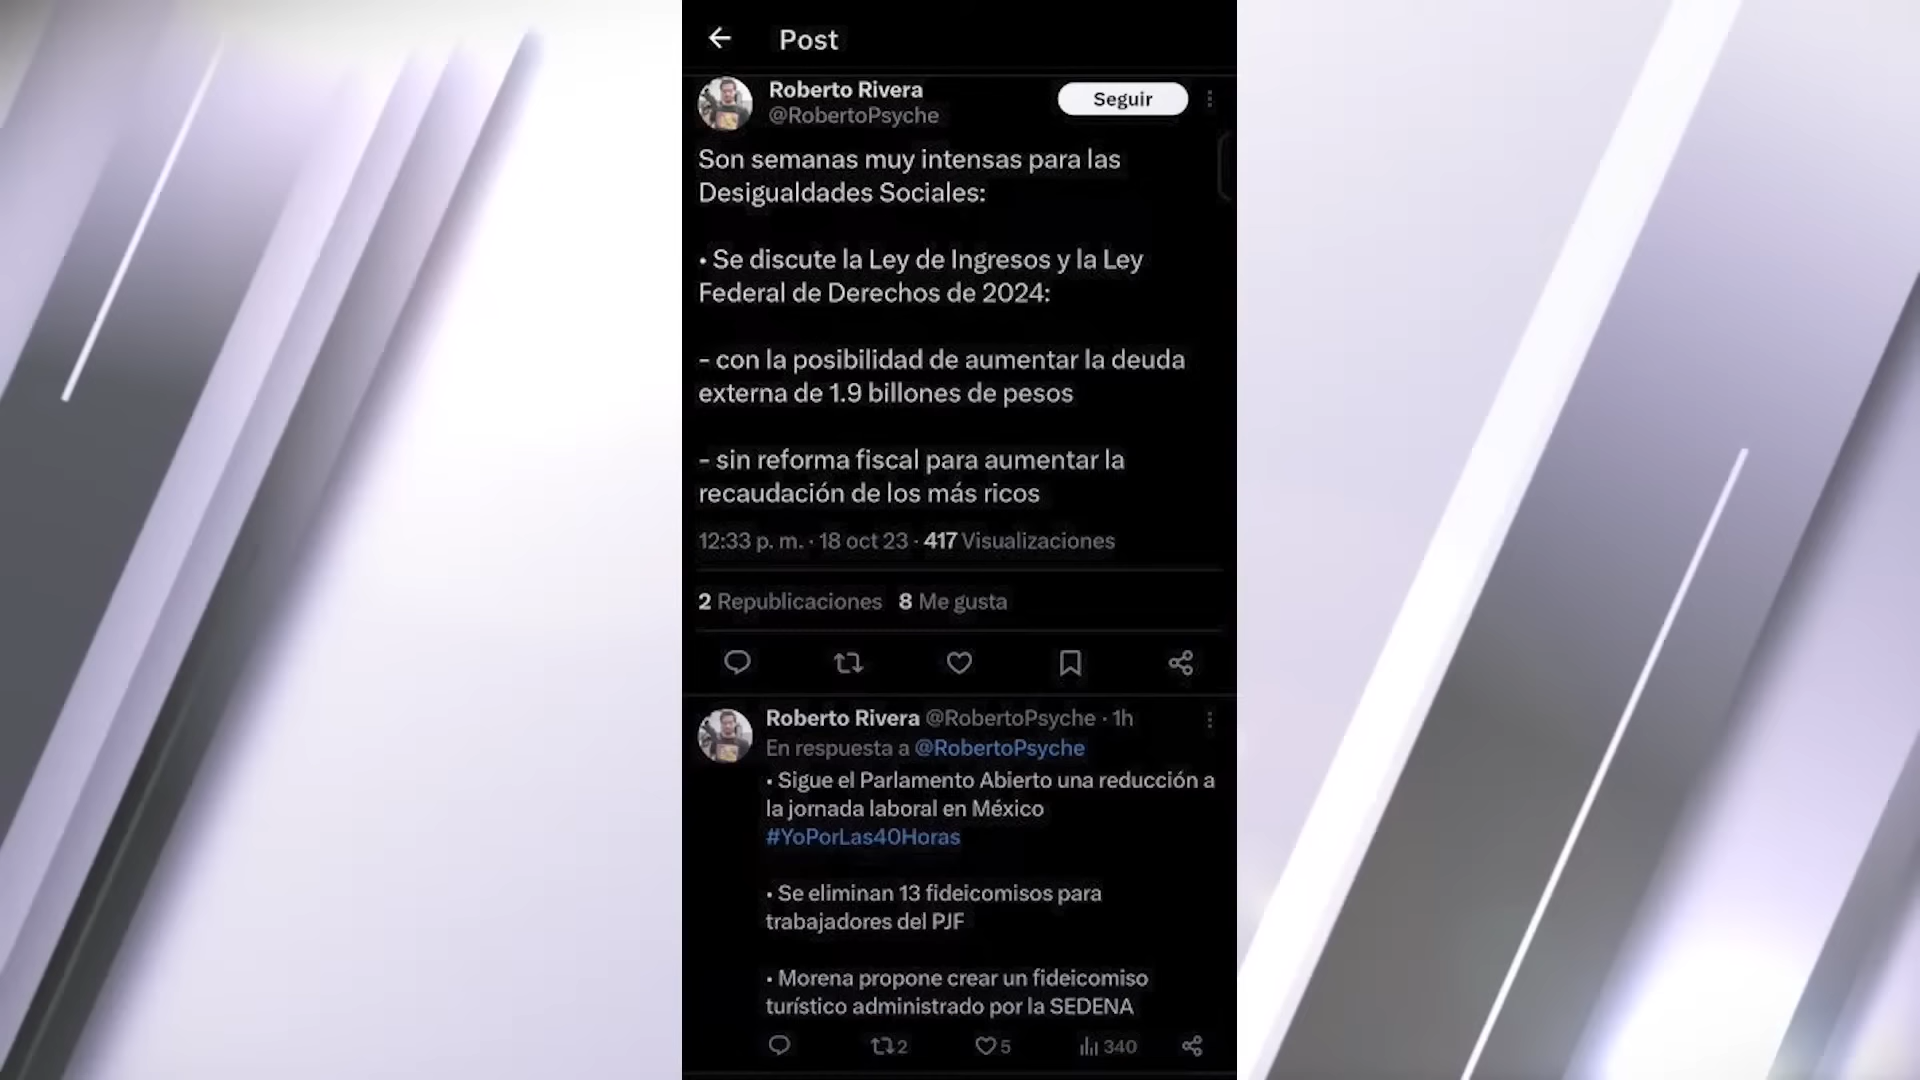 Post
Roberto Rivera
@RobertoPsyche
Seguir
Son semanas muy intensas para las
Desigualdades Sociales:
• Se discute la Ley de Ingresos y la Ley
Federal de Derechos de 2024:
- con la posibilidad de aumentar la deuda
externa de 1.9 billones de pesos
- sin reforma fiscal para aumentar la
recaudación de los más ricos
12:33 p. m. · 18 oct 23 · 417 Visualizaciones
2 Republicaciones 8 Me gusta
Roberto Rivera @RobertoPsyche · 1h
En respuesta a @RobertoPsyche
• Sigue el Parlamento Abierto una reducción a
la jornada laboral en México
#YoPorLas40Horas
• Se eliminan 13 fideicomisos para
trabajadores del PJF
• Morena propone crear un fideicomiso
turístico administrado por la SEDENA
2 5 340